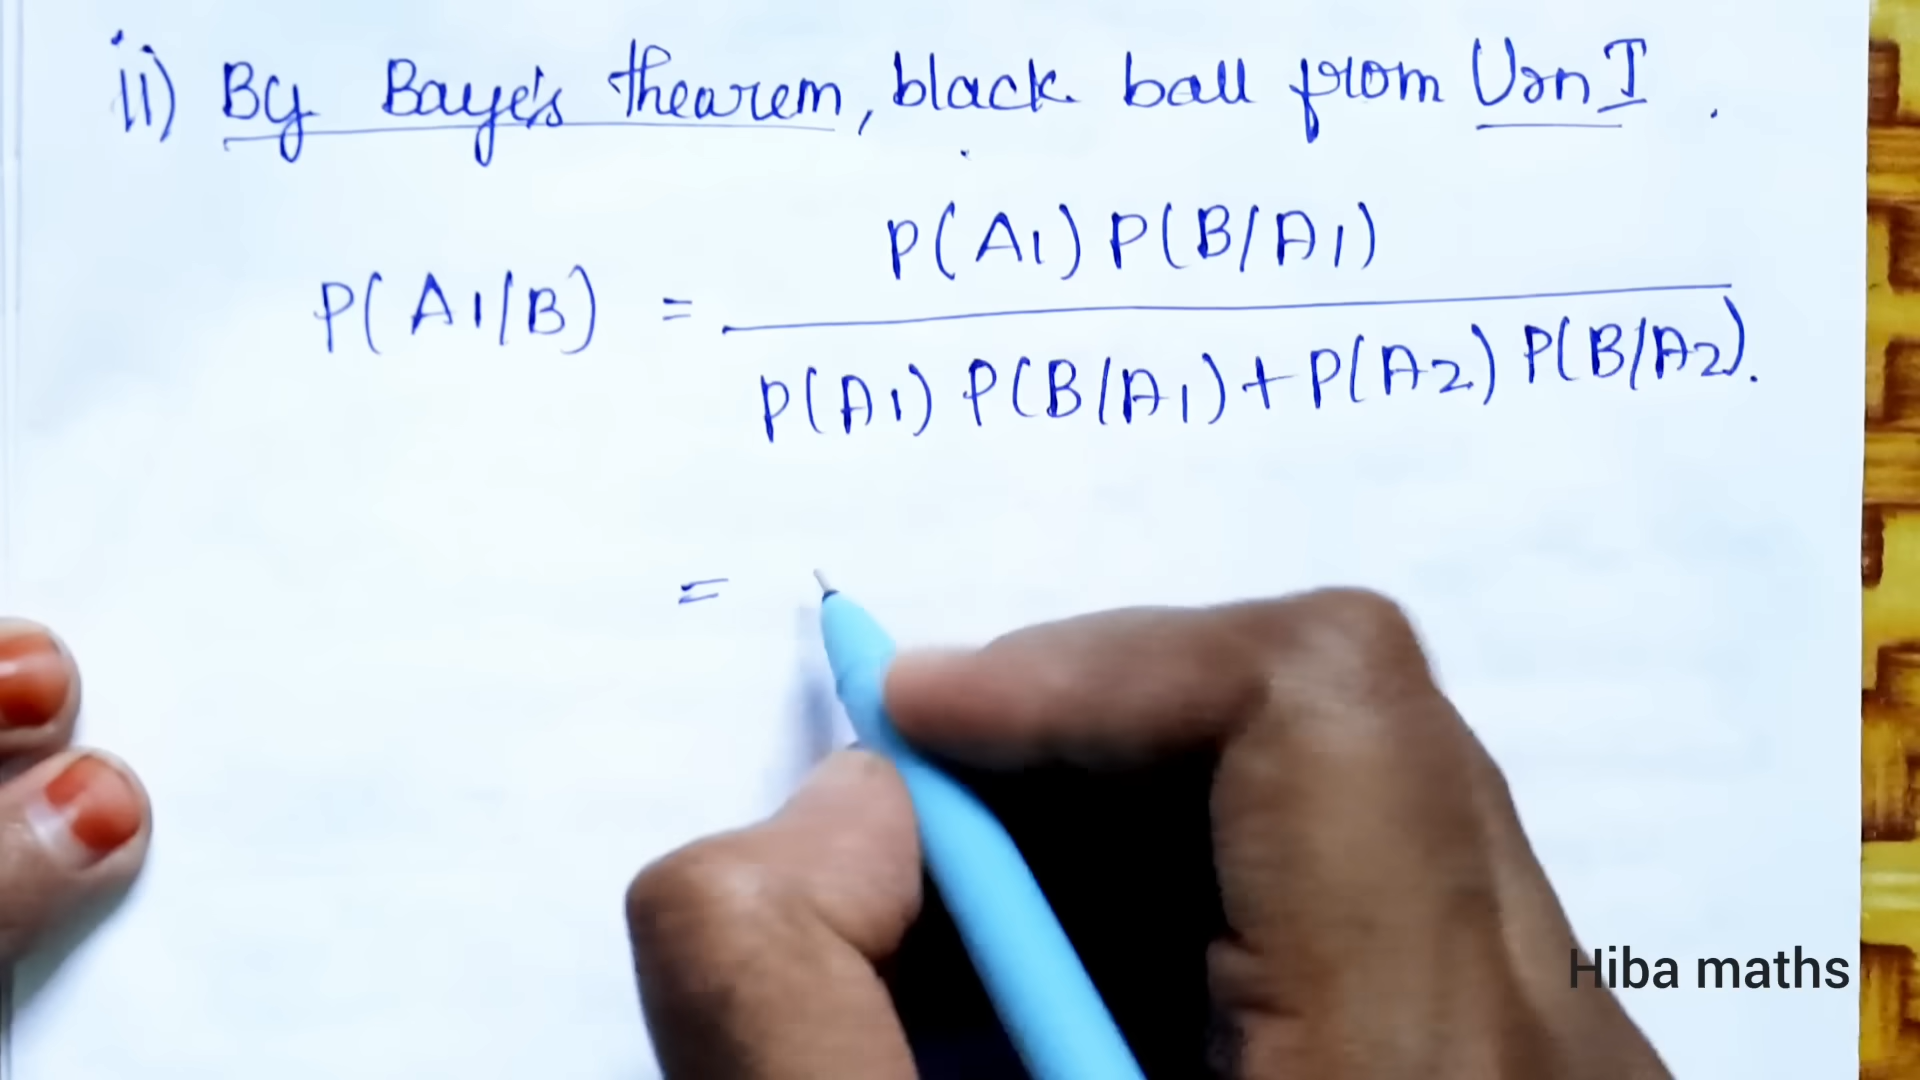 ii) By Baye's thearem, black ball from Urn I.
P(A1) P(B/A1)
P(A1/B) =
P(A1) P(B/A1) + P(A2) P(B/A2).
=
Hiba maths